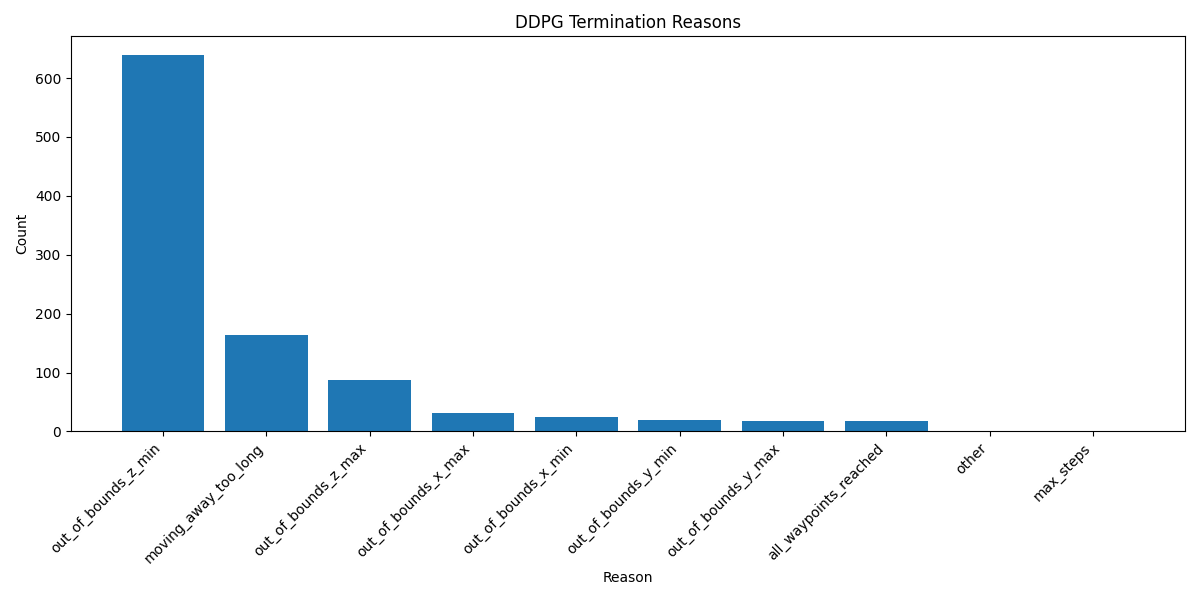 DDPG Termination Reasons
Count
600
500
400
300
200
100
0
out_of_bounds_z_min
moving_away_too_long
out_of_bounds_z_max
out_of_bounds_x_max
out_of_bounds_x_min
out_of_bounds_y_min
out_of_bounds_y_max
all_waypoints_reached
other
max_steps
Reason